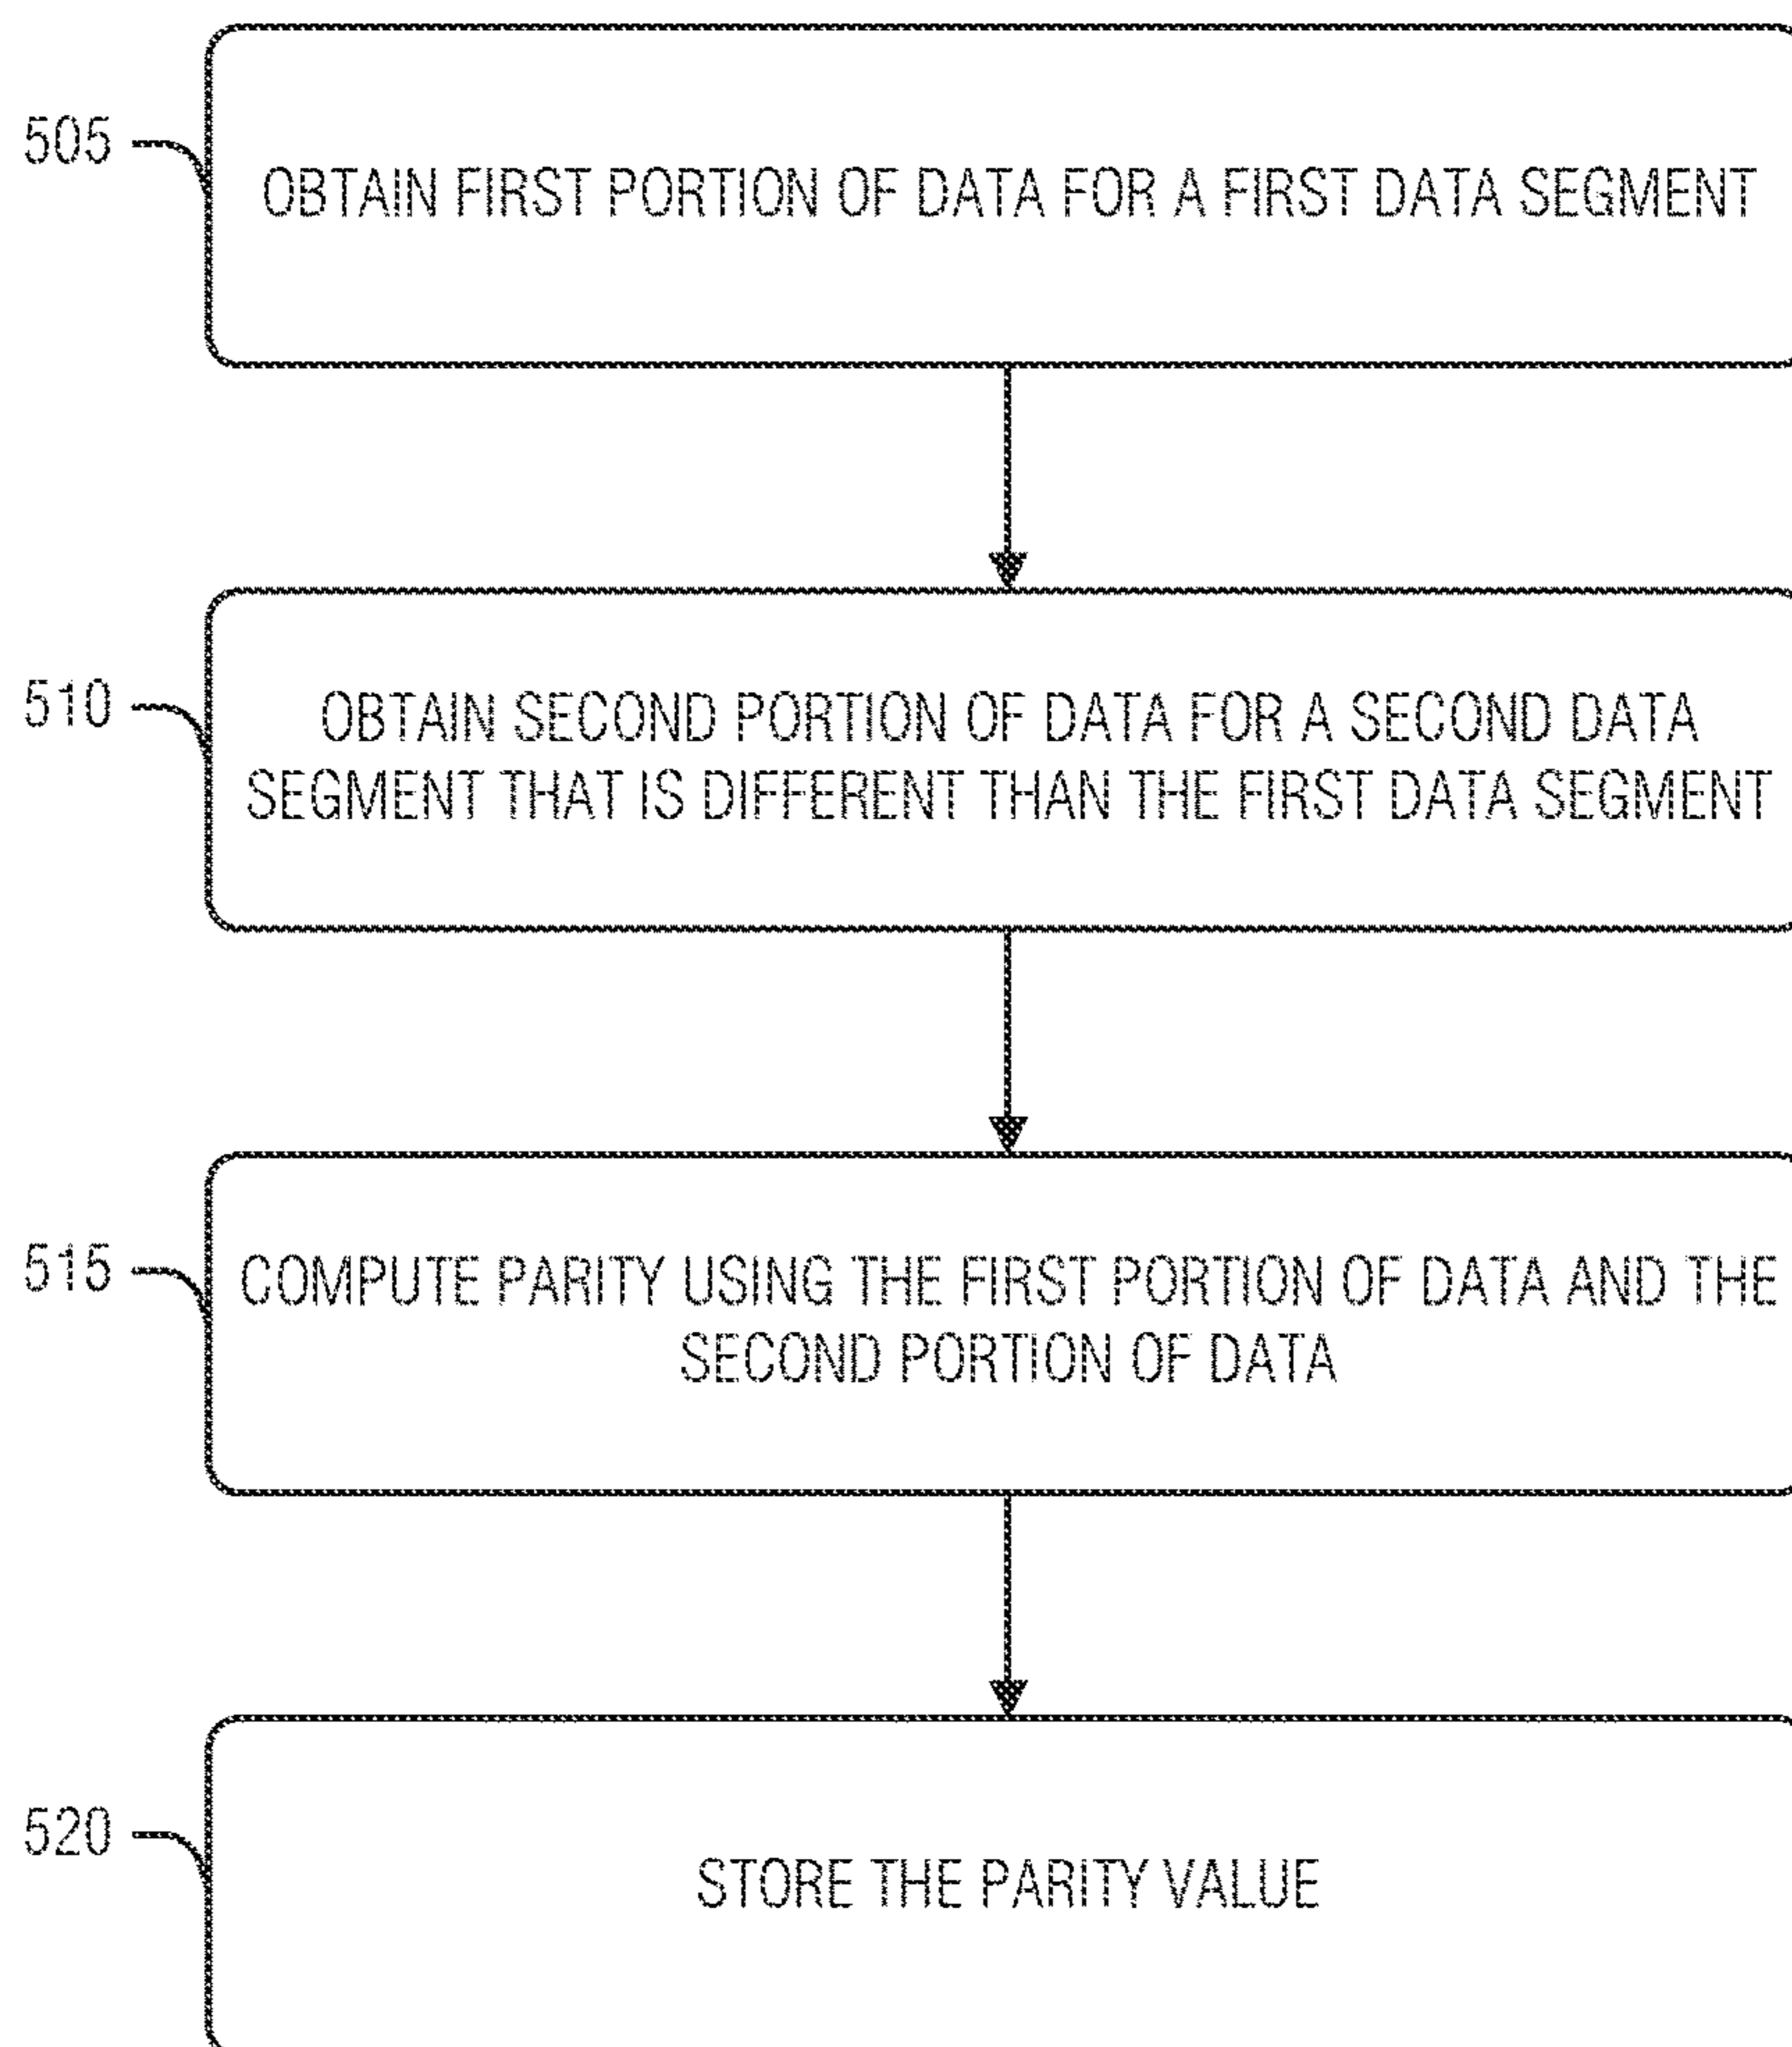 505
OBTAIN FIRST PORTION OF DATA FOR A FIRST DATA SEGMENT
510
OBTAIN SECOND PORTION OF DATA FOR A SECOND DATA
SEGMENT THAT IS DIFFERENT THAN THE FIRST DATA SEGMENT
515
COMPUTE PARITY USING THE FIRST PORTION OF DATA AND THE
SECOND PORTION OF DATA
520
STORE THE PARITY VALUE